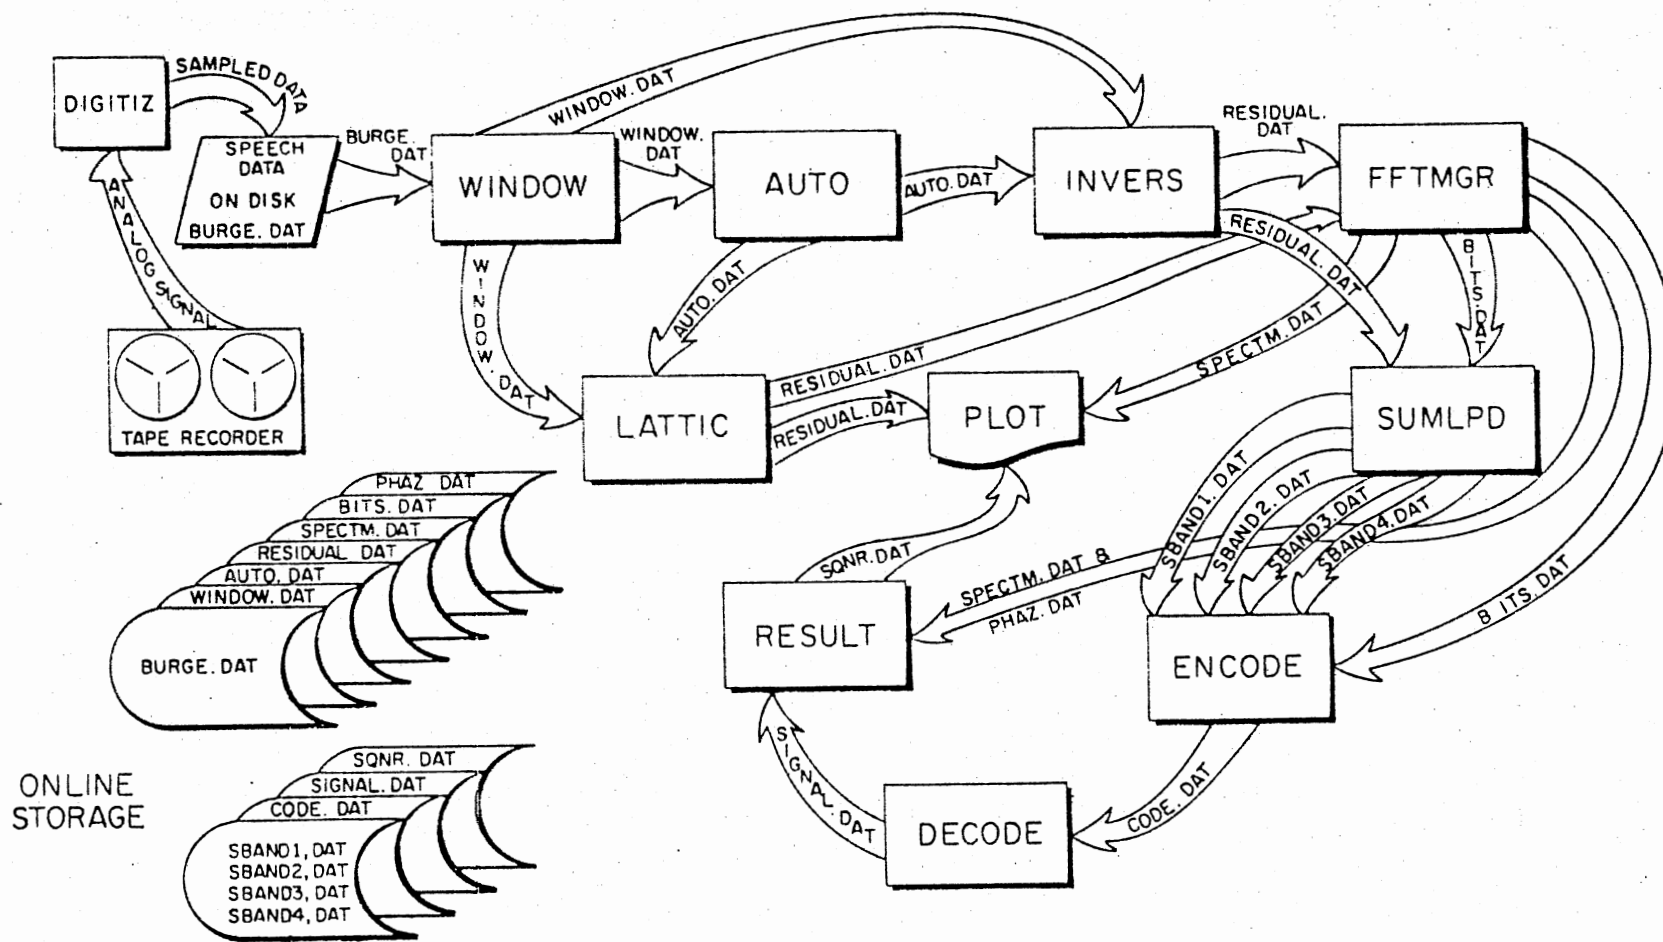 DIGITIZ
SAMPLED DATA
SPEECH
DATA
ON DISK
BURGE. DAT
BURGE.
DAT
ANALOG SIGNAL
TAPE RECORDER
WINDOW
WINDOW. DAT
WINDOW.
DAT
WINDOW. DAT
AUTO
AUTO. DAT
AUTO. DAT
INVERS
RESIDUAL.
DAT
RESIDUAL. DAT
FFTMGR
BITS. DAT
SPECTM. DAT
LATTIC
RESIDUAL. DAT
RESIDUAL. DAT
PLOT
SUMLPD
SBAND1. DAT
SBAND2. DAT
SBAND3. DAT
SBAND4. DAT
BITS. DAT
SQNR. DAT
SPECTM. DAT &
PHAZ. DAT
RESULT
ENCODE
SIGNAL. DAT
DECODE
CODE. DAT
PHAZ DAT
BITS. DAT
SPECTM. DAT
RESIDUAL DAT
AUTO. DAT
WINDOW. DAT
BURGE. DAT
ONLINE
STORAGE
SQNR. DAT
SIGNAL. DAT
CODE. DAT
SBAND1, DAT
SBAND2, DAT
SBAND3, DAT
SBAND4, DAT